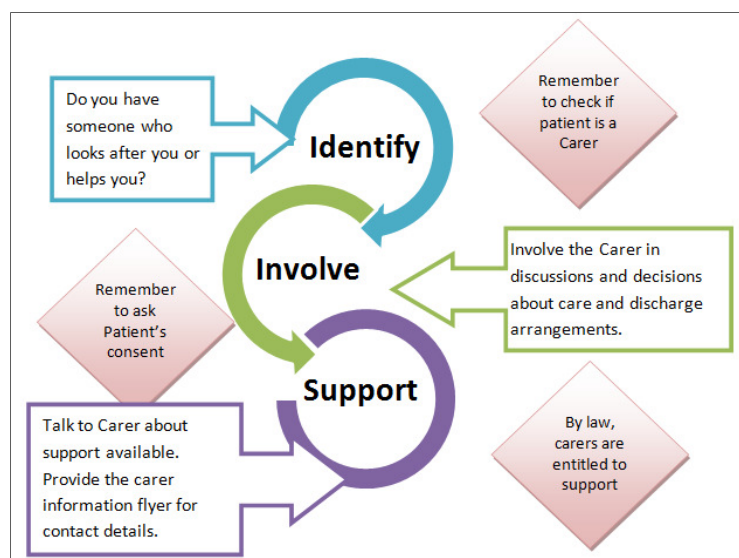 Do you have
someone who
looks after you or
helps you?
Identify
Remember
to check if
patient is a
Carer
Involve
Involve the Carer in
discussions and decisions
about care and discharge
arrangements.
Remember
to ask
Patient's
consent
Support
Talk to Carer about
support available.
Provide the carer
information flyer for
contact details.
By law,
carers are
entitled to
support